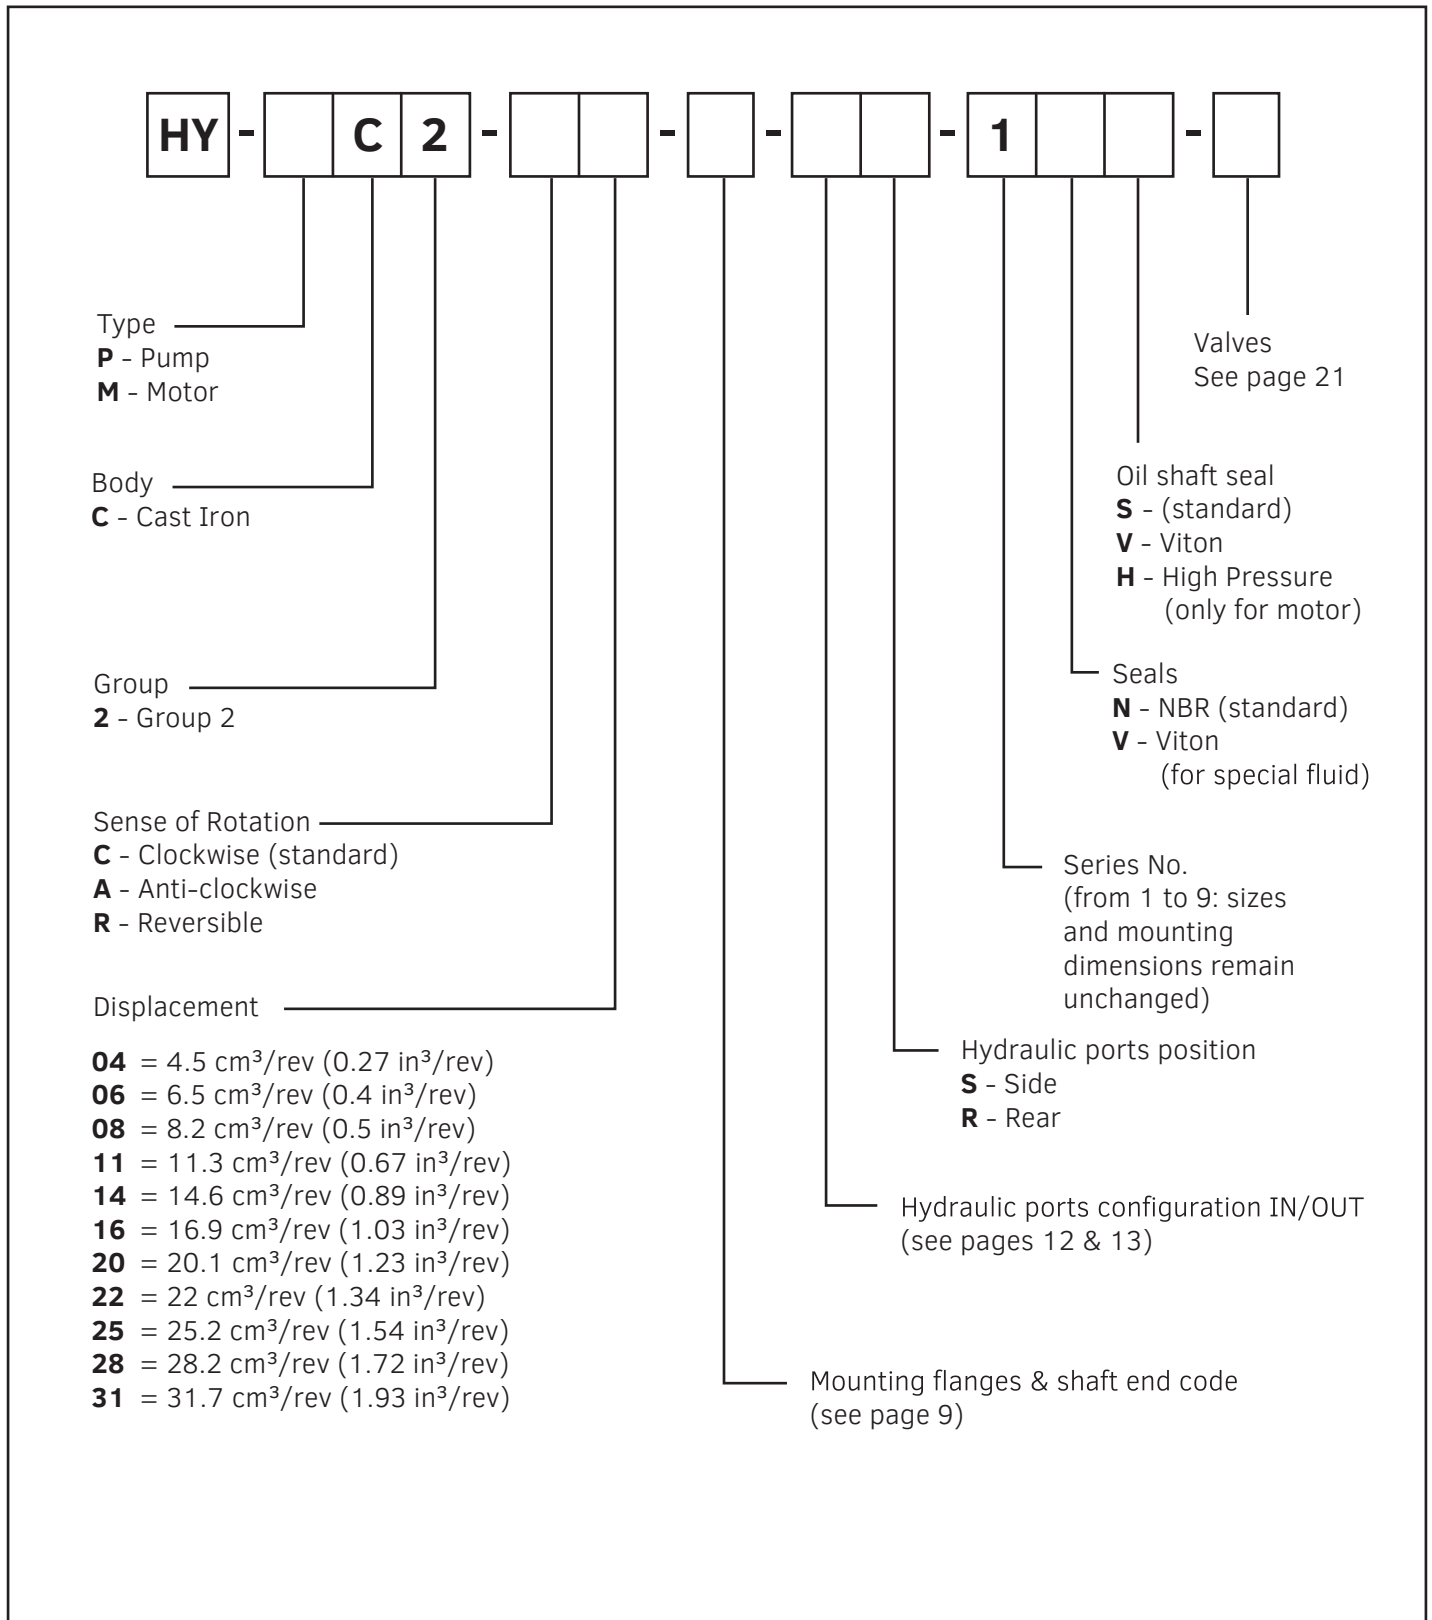 HY - C 2 - - - - 1 -
Type
P - Pump
M - Motor
Body
C - Cast Iron
Group
2 - Group 2
Sense of Rotation
C - Clockwise (standard)
A - Anti-clockwise
R - Reversible
Displacement
04 = 4.5 cm³/rev (0.27 in³/rev)
06 = 6.5 cm³/rev (0.4 in³/rev)
08 = 8.2 cm³/rev (0.5 in³/rev)
11 = 11.3 cm³/rev (0.67 in³/rev)
14 = 14.6 cm³/rev (0.89 in³/rev)
16 = 16.9 cm³/rev (1.03 in³/rev)
20 = 20.1 cm³/rev (1.23 in³/rev)
22 = 22 cm³/rev (1.34 in³/rev)
25 = 25.2 cm³/rev (1.54 in³/rev)
28 = 28.2 cm³/rev (1.72 in³/rev)
31 = 31.7 cm³/rev (1.93 in³/rev)
Valves
See page 21
Oil shaft seal
S - (standard)
V - Viton
H - High Pressure
(only for motor)
Seals
N - NBR (standard)
V - Viton
(for special fluid)
Series No.
(from 1 to 9: sizes
and mounting
dimensions remain
unchanged)
Hydraulic ports position
S - Side
R - Rear
Hydraulic ports configuration IN/OUT
(see pages 12 & 13)
Mounting flanges & shaft end code
(see page 9)